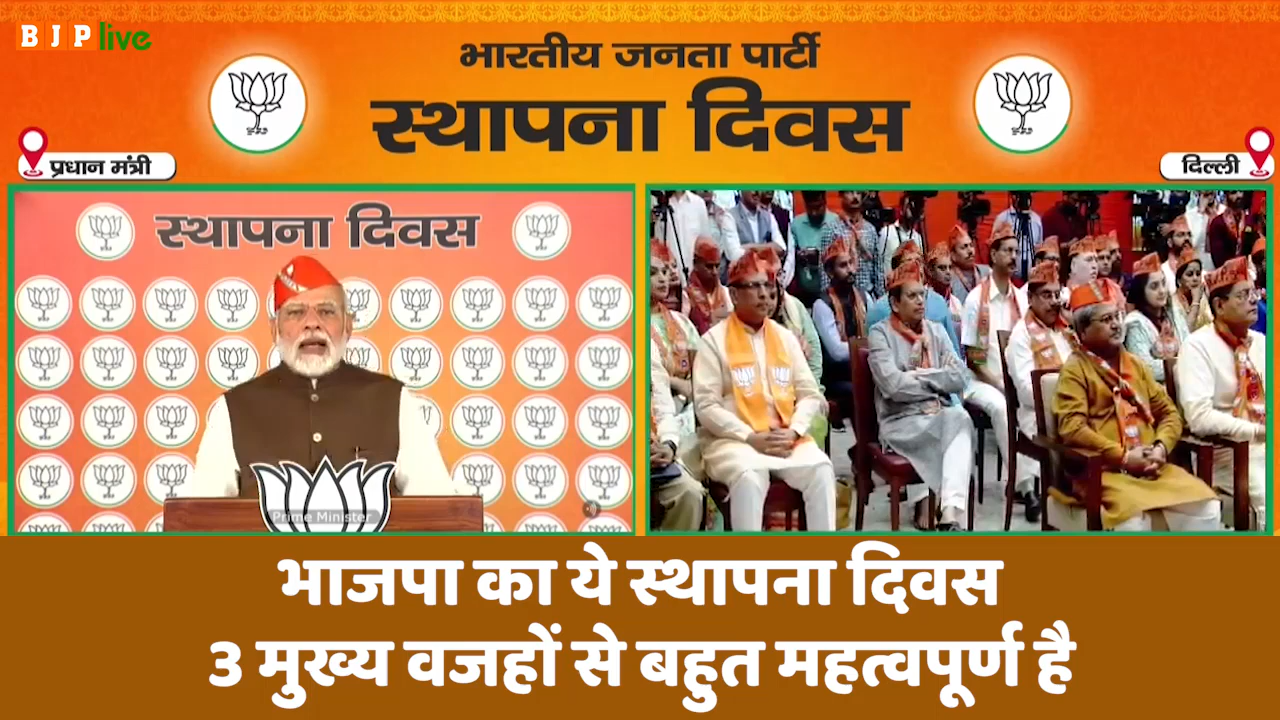 BJP live
भारतीय जनता पार्टी
स्थापना दिवस
प्रधान मंत्री
दिल्ली
स्थापना दिवस
Prime Minister
भाजपा का ये स्थापना दिवस
3 मुख्य वजहों से बहुत महत्वपूर्ण है